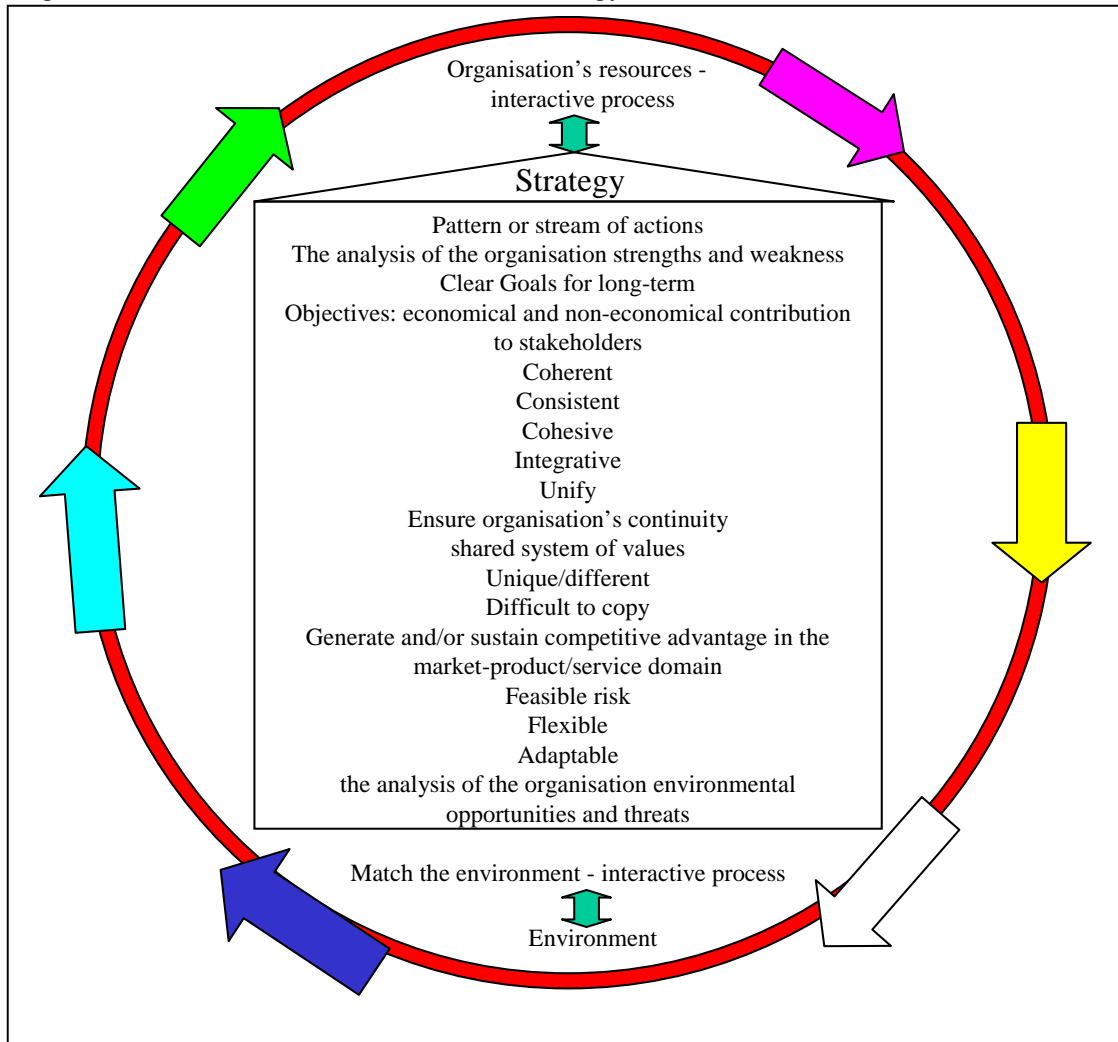 Organisation's resources -
interactive process
Strategy
Pattern or stream of actions
The analysis of the organisation strengths and weakness
Clear Goals for long-term
Objectives: economical and non-economical contribution
to stakeholders
Coherent
Consistent
Cohesive
Integrative
Unify
Ensure organisation's continuity
shared system of values
Unique/different
Difficult to copy
Generate and/or sustain competitive advantage in the
market-product/service domain
Feasible risk
Flexible
Adaptable
the analysis of the organisation environmental
opportunities and threats
Match the environment - interactive process
Environment